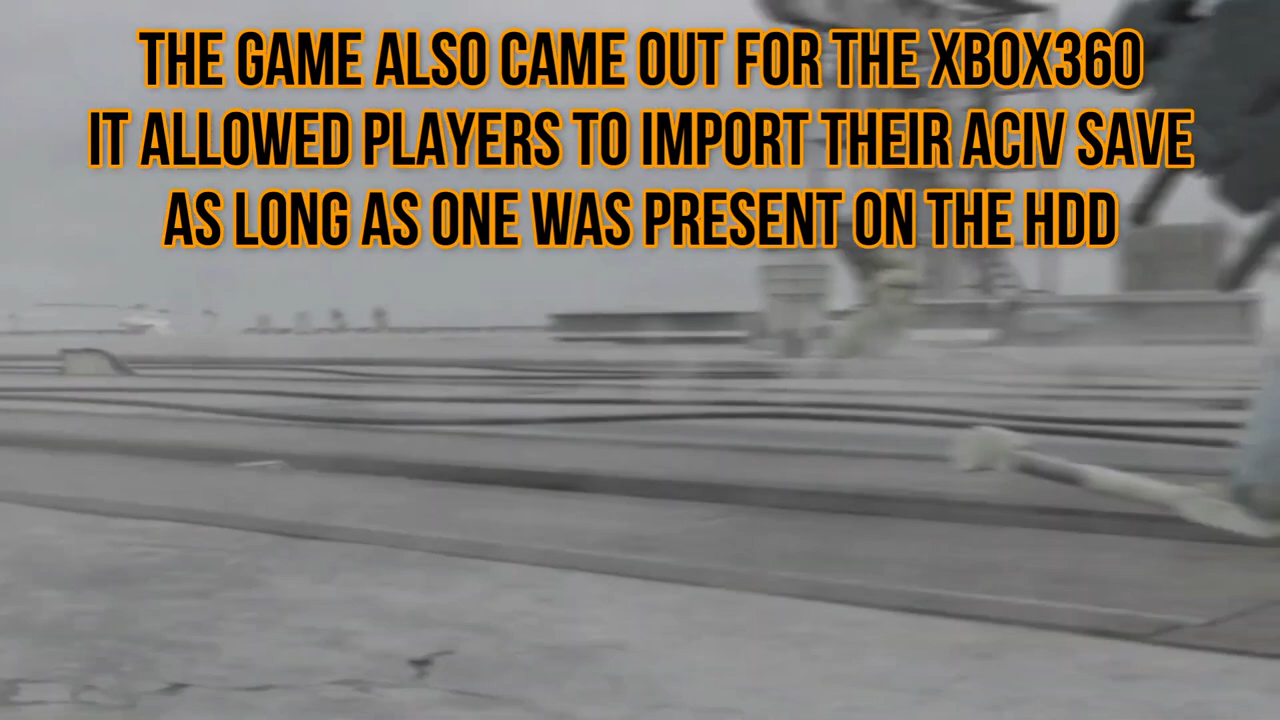 THE GAME ALSO CAME OUT FOR THE XBOX360
IT ALLOWED PLAYERS TO IMPORT THEIR ACIV SAVE
AS LONG AS ONE WAS PRESENT ON THE HDD